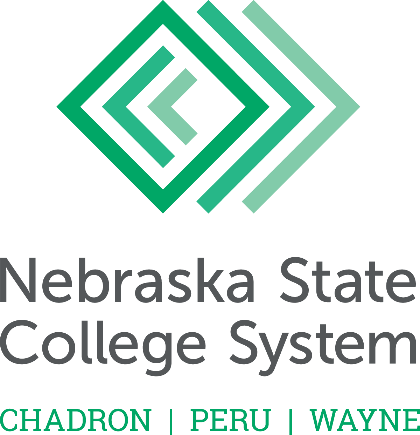 Nebraska State
College System
CHADRON | PERU | WAYNE